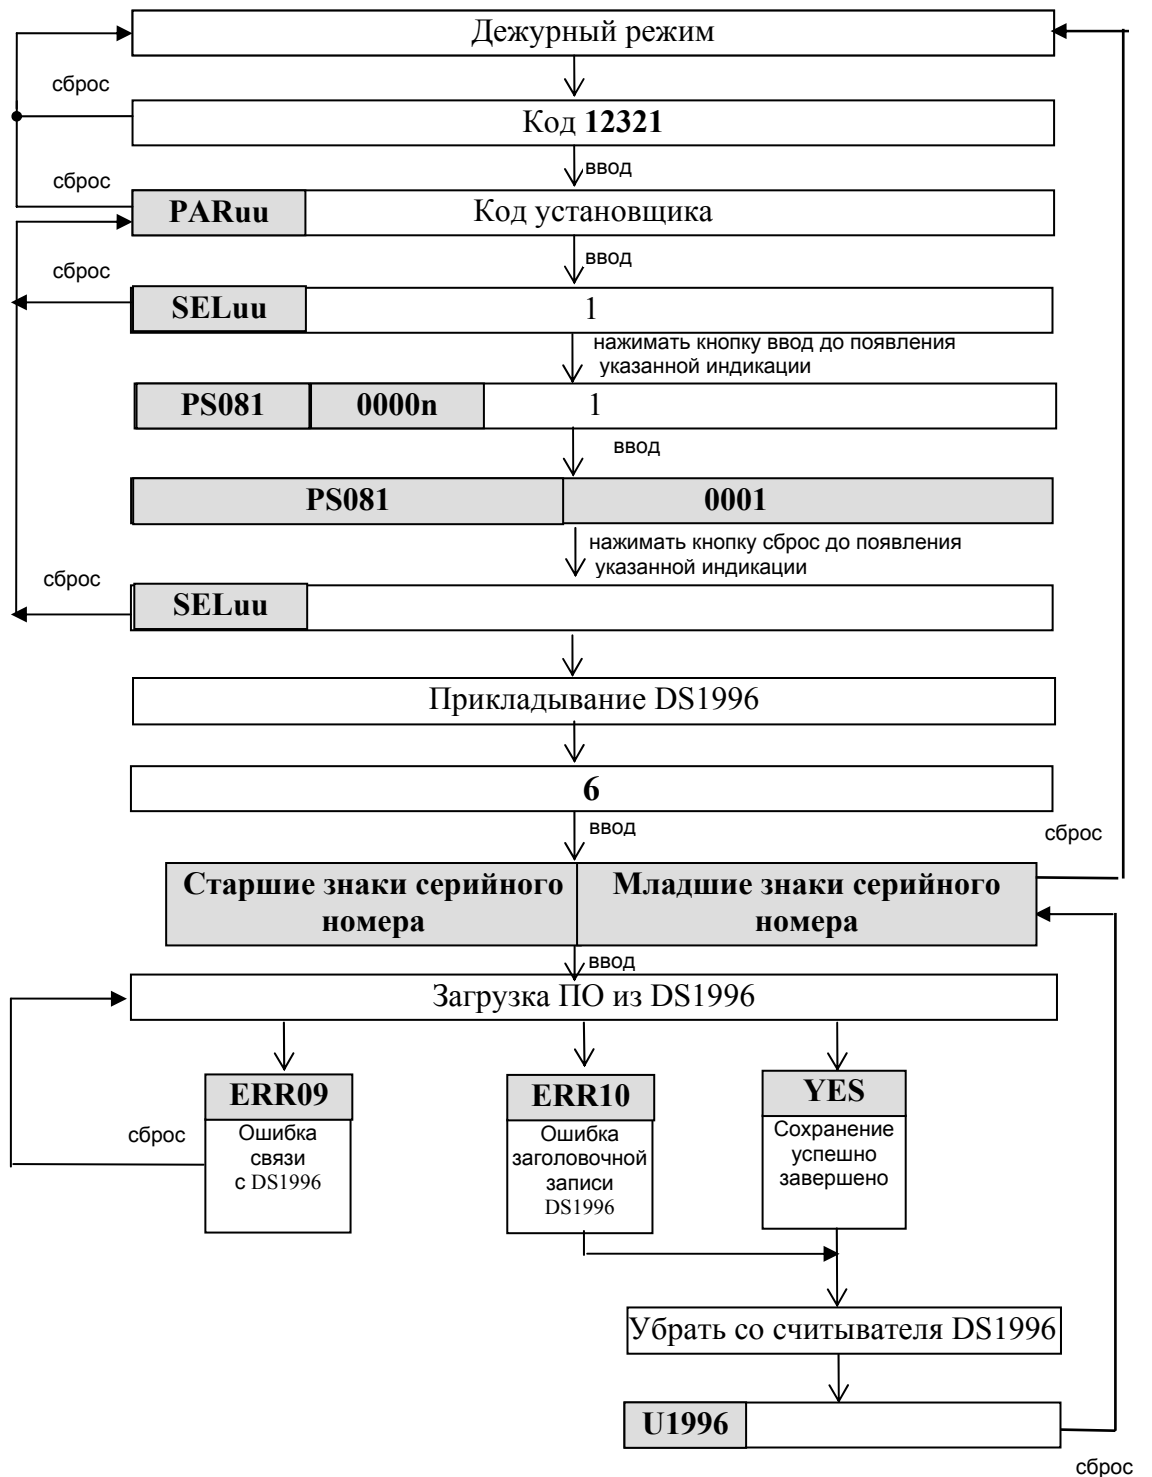 Дежурный режим
сброс
Код 12321
ввод
сброс
PARuu Код установщика
ввод
сброс
SELuu 1
нажимать кнопку ввод до появления
указанной индикации
PS081 0000n 1
ввод
PS081 0001
нажимать кнопку сброс до появления
указанной индикации
сброс
SELuu
Прикладывание DS1996
6
ввод
сброс
Старшие знаки серийного
номера
Младшие знаки серийного
номера
ввод
Загрузка ПО из DS1996
ERR09
Ошибка
связи
с DS1996
сброс
ERR10
Ошибка
заголовочной
записи
DS1996
YES
Сохранение
успешно
завершено
Убрать со считывателя DS1996
U1996
сброс